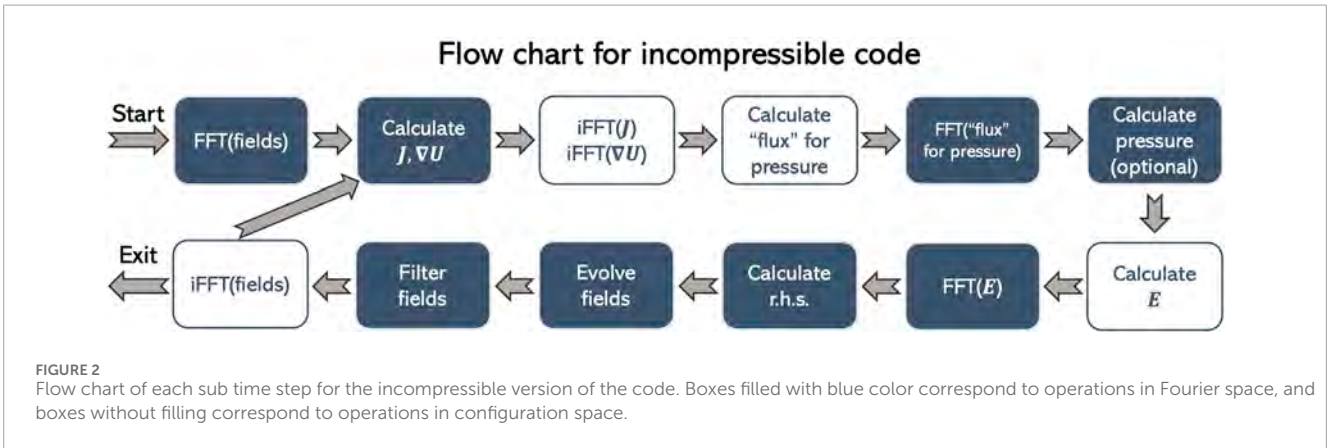 Flow chart for incompressible code
Start
FFT(fields)
Calculate
J, ∇U
iFFT(J)
iFFT(∇U)
Calculate
“flux” for
pressure
FFT(“flux”
for pressure)
Calculate
pressure
(optional)
Exit
iFFT(fields)
Filter
fields
Evolve
fields
Calculate
r.h.s.
FFT(E)
Calculate
E
FIGURE 2
Flow chart of each sub time step for the incompressible version of the code. Boxes filled with blue color correspond to operations in Fourier space, and
boxes without filling correspond to operations in configuration space.